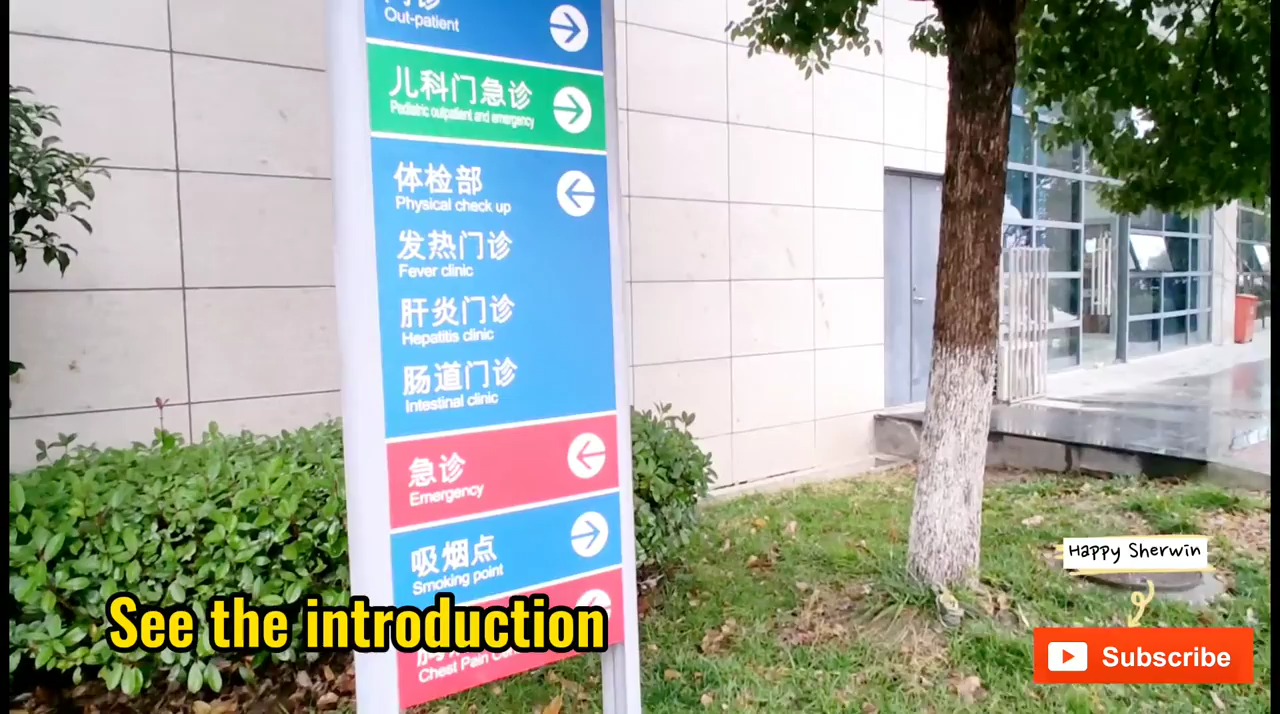 门诊
Out-patient
儿科门急诊
Pediatric outpatient and emergency
体检部
Physical check up
发热门诊
Fever clinic
肝炎门诊
Hepatitis clinic
肠道门诊
Intestinal clinic
急诊
Emergency
吸烟点
Smoking point
Chest Pain
See the introduction
Happy Sherwin
Subscribe